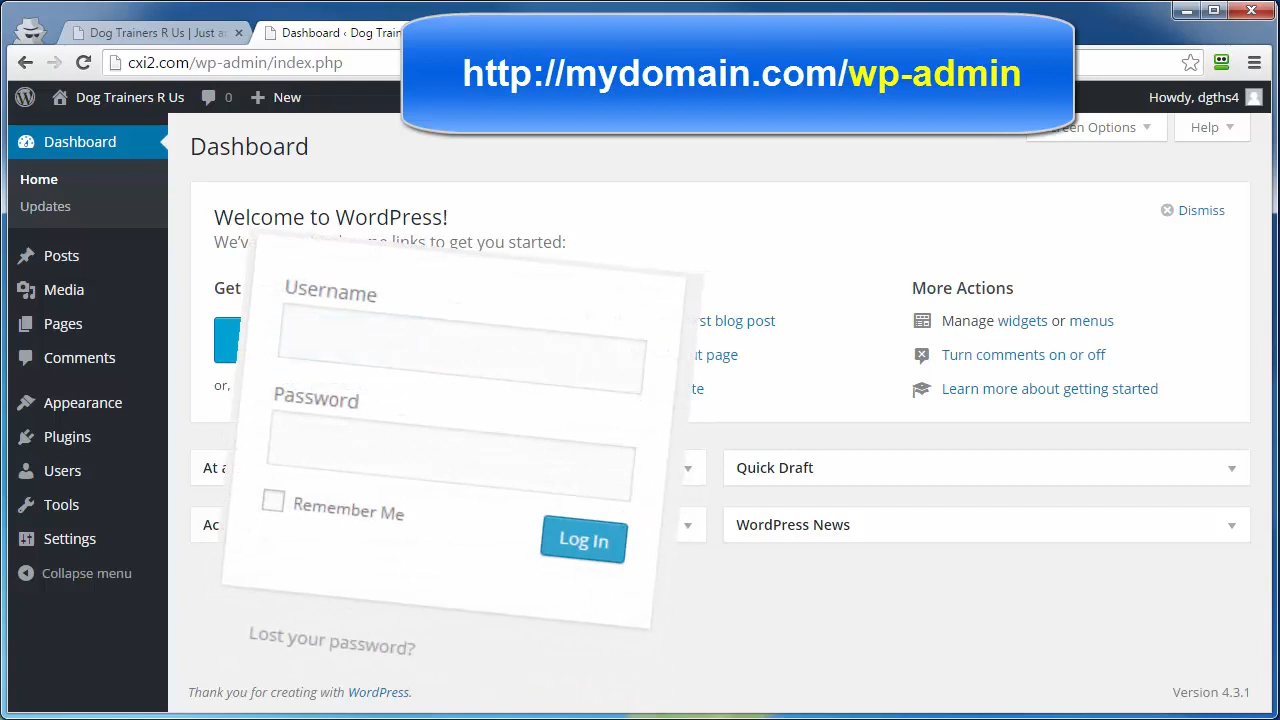 Dog Trainers R Us | Just a
Dashboard ‹ Dog Train
cxi2.com/wp-admin/index.php
http://mydomain.com/wp-admin
Dog Trainers R Us
0
New
Howdy, dgths4
Dashboard
Home
Updates
Posts
Media
Pages
Comments
Appearance
Plugins
Users
Tools
Settings
Collapse menu
Dashboard
Options
Help
Welcome to WordPress!
links to get you started:
Dismiss
Get
or,
blog post
page
More Actions
Manage widgets or menus
Turn comments on or off
Learn more about getting started
Username
Password
Remember Me
Log In
Lost your password?
At a
Quick Draft
Ac
WordPress News
Thank you for creating with WordPress.
Version 4.3.1